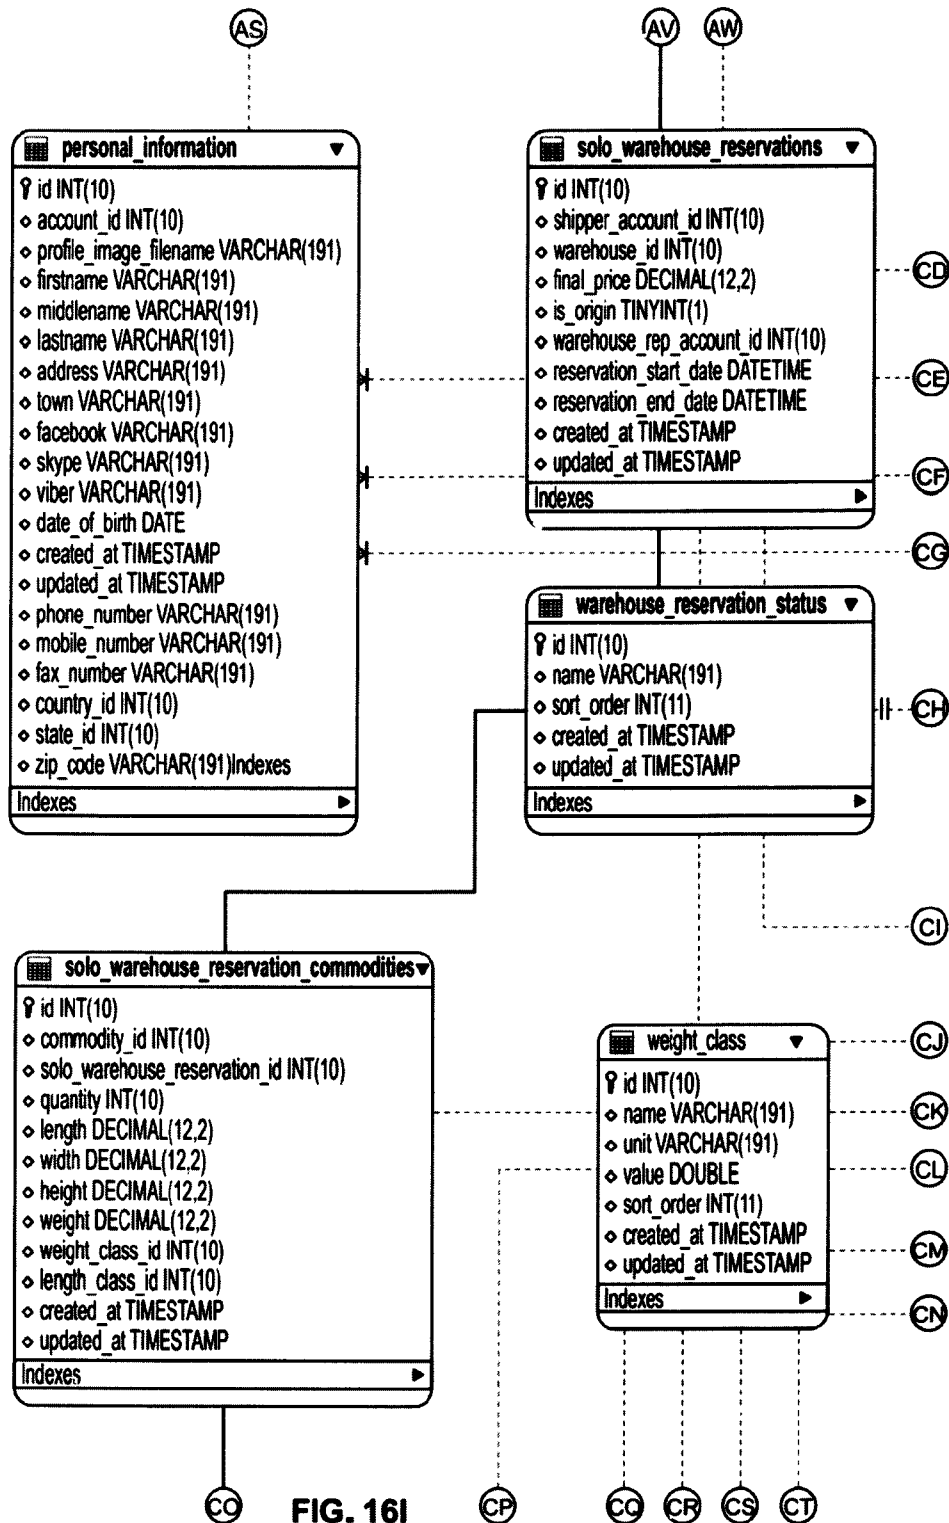 AS
AV
AW
personal_information
id INT(10)
account_id INT(10)
profile_image_filename VARCHAR(191)
firstname VARCHAR(191)
middlename VARCHAR(191)
lastname VARCHAR(191)
address VARCHAR(191)
town VARCHAR(191)
facebook VARCHAR(191)
skype VARCHAR(191)
viber VARCHAR(191)
date_of_birth DATE
created_at TIMESTAMP
updated_at TIMESTAMP
phone_number VARCHAR(191)
mobile_number VARCHAR(191)
fax_number VARCHAR(191)
country_id INT(10)
state_id INT(10)
zip_code VARCHAR(191)Indexes
Indexes
solo_warehouse_reservations
id INT(10)
shipper_account_id INT(10)
warehouse_id INT(10)
final_price DECIMAL(12,2)
is_origin TINYINT(1)
warehouse_rep_account_id INT(10)
reservation_start_date DATETIME
reservation_end_date DATETIME
created_at TIMESTAMP
updated_at TIMESTAMP
Indexes
CD
CE
CF
CG
warehouse_reservation_status
id INT(10)
name VARCHAR(191)
sort_order INT(11)
created_at TIMESTAMP
updated_at TIMESTAMP
Indexes
CH
CI
solo_warehouse_reservation_commodities
id INT(10)
commodity_id INT(10)
solo_warehouse_reservation_id INT(10)
quantity INT(10)
length DECIMAL(12,2)
width DECIMAL(12,2)
height DECIMAL(12,2)
weight DECIMAL(12,2)
weight_class_id INT(10)
length_class_id INT(10)
created_at TIMESTAMP
updated_at TIMESTAMP
Indexes
weight_class
id INT(10)
name VARCHAR(191)
unit VARCHAR(191)
value DOUBLE
sort_order INT(11)
created_at TIMESTAMP
updated_at TIMESTAMP
Indexes
CJ
CK
CL
CM
CN
CO
FIG. 16I
CP
CQ
CR
CS
CT